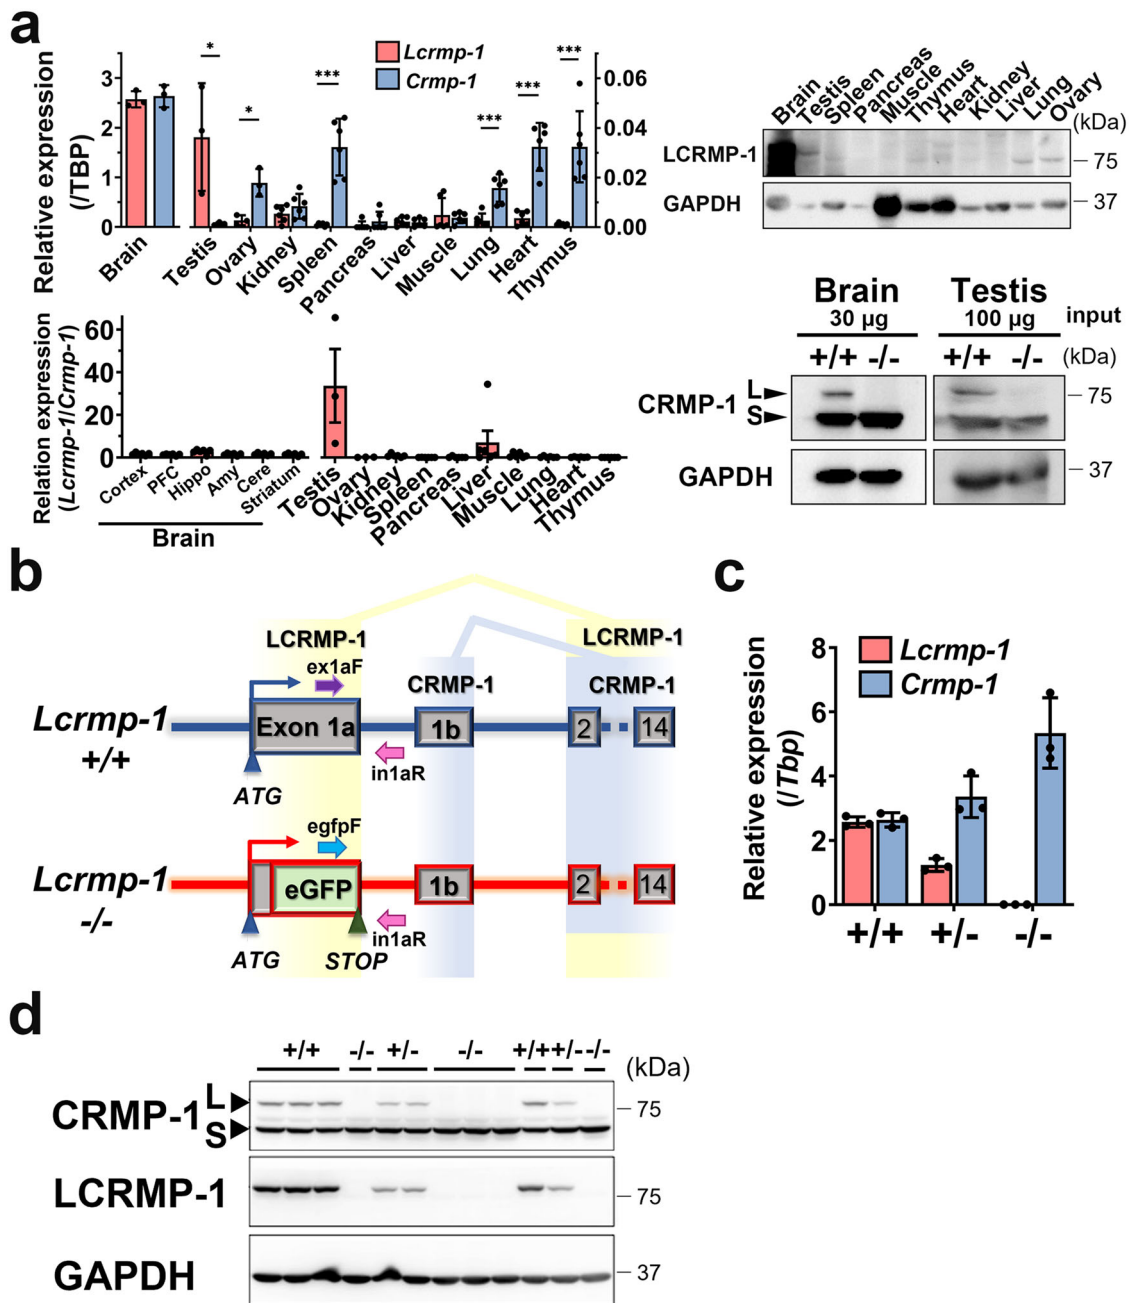 a
Relative expression
(/TBP)
3
2
1
0
Lcrmp-1
Crmp-1
* * *** *** *** ***
0.06
0.04
0.02
0.00
Brain
Testis
Ovary
Kidney
Spleen
Pancreas
Liver
Muscle
Lung
Heart
Thymus
Brain
Testis
Spleen
Pancreas
Muscle
Thymus
Heart
Kidney
Liver
Lung
Ovary
(kDa)
LCRMP-1
75
GAPDH
37
Relation expression
(Lcrmp-1/Crmp-1)
60
40
20
0
Cortex
PFC
Hippo
Amy
Cere
Striatum
Brain
Testis
Ovary
Kidney
Spleen
Pancreas
Liver
Muscle
Lung
Heart
Thymus
Brain Testis
30 µg 100 µg input
+/+ -/- +/+ -/- (kDa)
CRMP-1 L
S
75
GAPDH
37
b
LCRMP-1 LCRMP-1
ex1aF
CRMP-1 CRMP-1
Lcrmp-1
+/+
Exon 1a 1b 2 14
in1aR
ATG
egfpF
Lcrmp-1
-/-
eGFP 1b 2 14
in1aR
ATG STOP
c
Relative expression
(/Tbp)
8
6
4
2
0
Lcrmp-1
Crmp-1
+/+ +/- -/-
d
+/+ -/- +/- -/- +/+ +/- -/- (kDa)
CRMP-1 L
S
75
LCRMP-1
75
GAPDH
37